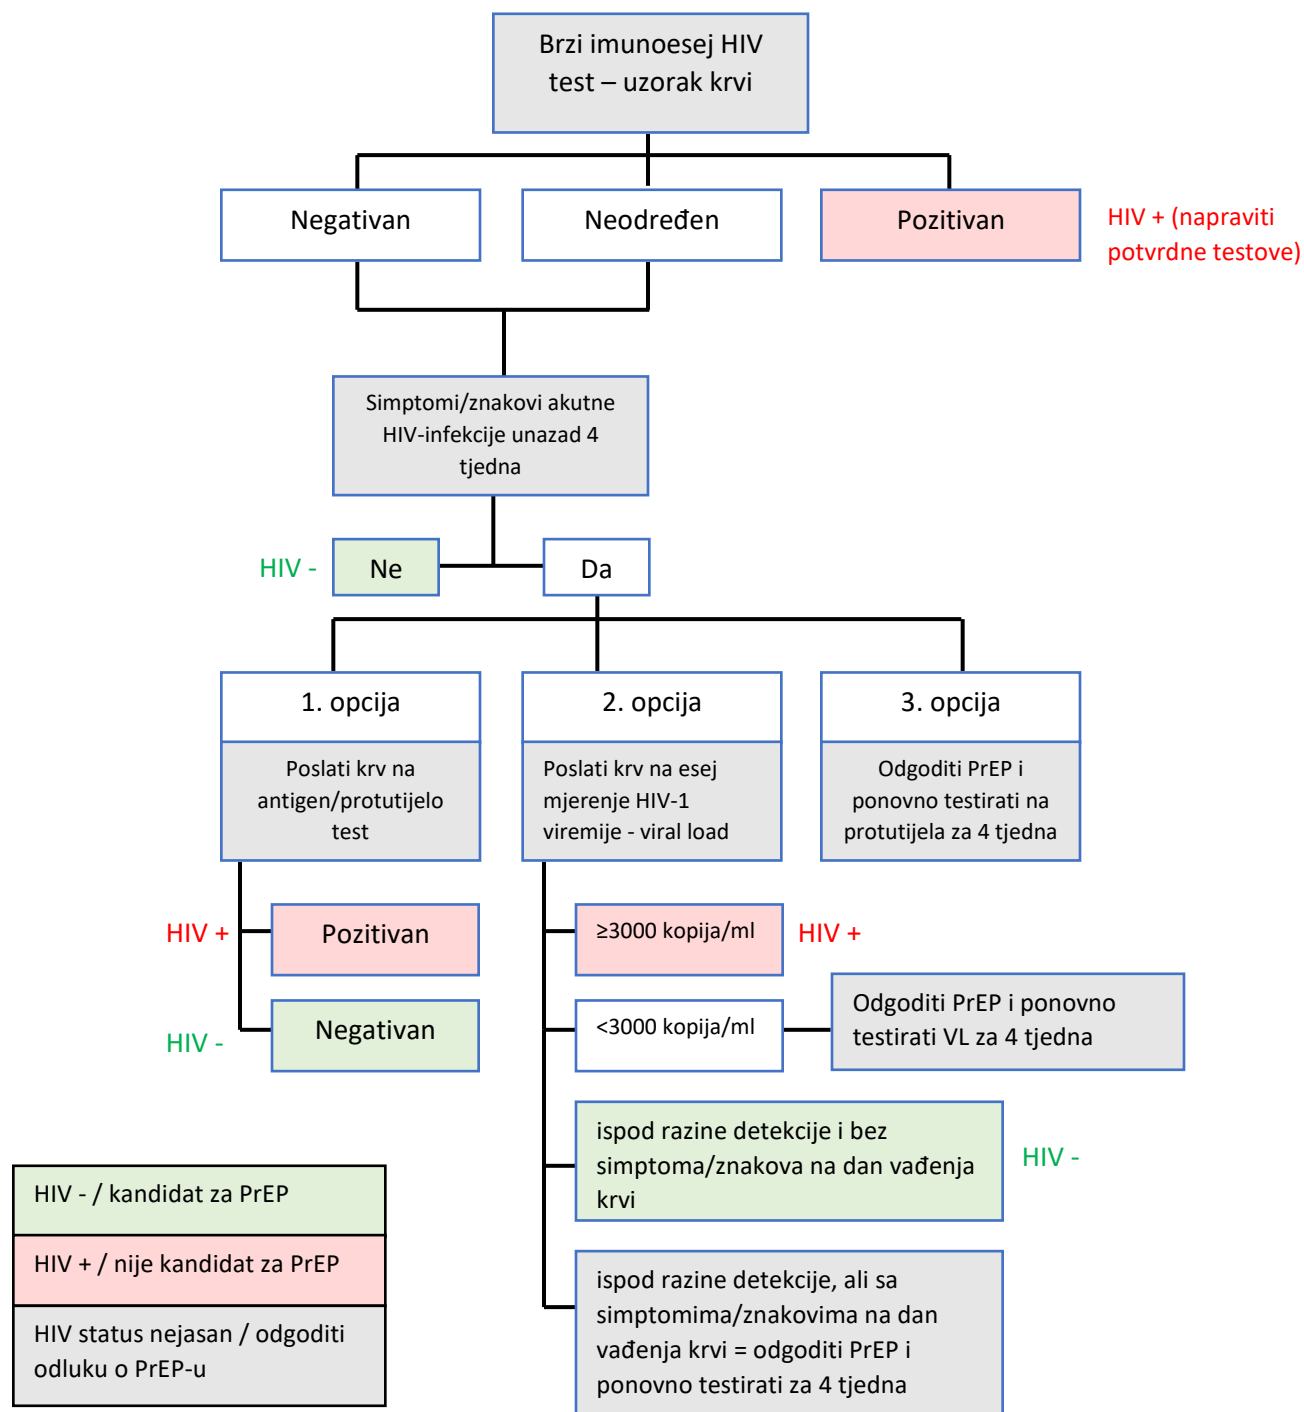 Brzi imunoesej HIV
test – uzorak krvi
Negativan
Neodređen
Pozitivan
HIV + (napraviti
potvrdne testove)
Simptomi/znakovi akutne
HIV-infekcije unazad 4
tjedna
HIV -
Ne
Da
1. opcija
2. opcija
3. opcija
Poslati krv na
antigen/protutijelo
test
Poslati krv na esej
mjerenje HIV-1
viremije - viral load
Odgoditi PrEP i
ponovno testirati na
protutijela za 4 tjedna
HIV +
Pozitivan
≥3000 kopija/ml
HIV +
HIV -
Negativan
<3000 kopija/ml
Odgoditi PrEP i ponovno
testirati VL za 4 tjedna
ispod razine detekcije i bez
simptoma/znakova na dan vađenja
krvi
HIV -
ispod razine detekcije, ali sa
simptomima/znakovima na dan
vađenja krvi = odgoditi PrEP i
ponovno testirati za 4 tjedna
HIV - / kandidat za PrEP
HIV + / nije kandidat za PrEP
HIV status nejasan / odgoditi
odluku o PrEP-u